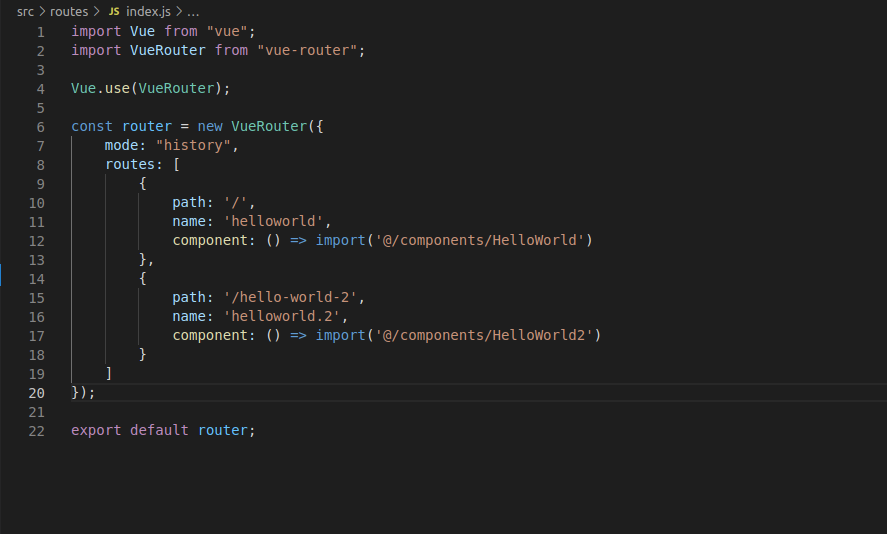 src > routes > JS index.js > ...
1 import Vue from "vue";
2 import VueRouter from "vue-router";
3
4 Vue.use(VueRouter);
5
6 const router = new VueRouter({
7     mode: "history",
8     routes: [
9         {
10             path: '/',
11             name: 'helloworld',
12             component: () => import('@/components/HelloWorld')
13         },
14         {
15             path: '/hello-world-2',
16             name: 'helloworld.2',
17             component: () => import('@/components/HelloWorld2')
18         }
19     ]
20 });
21
22 export default router;